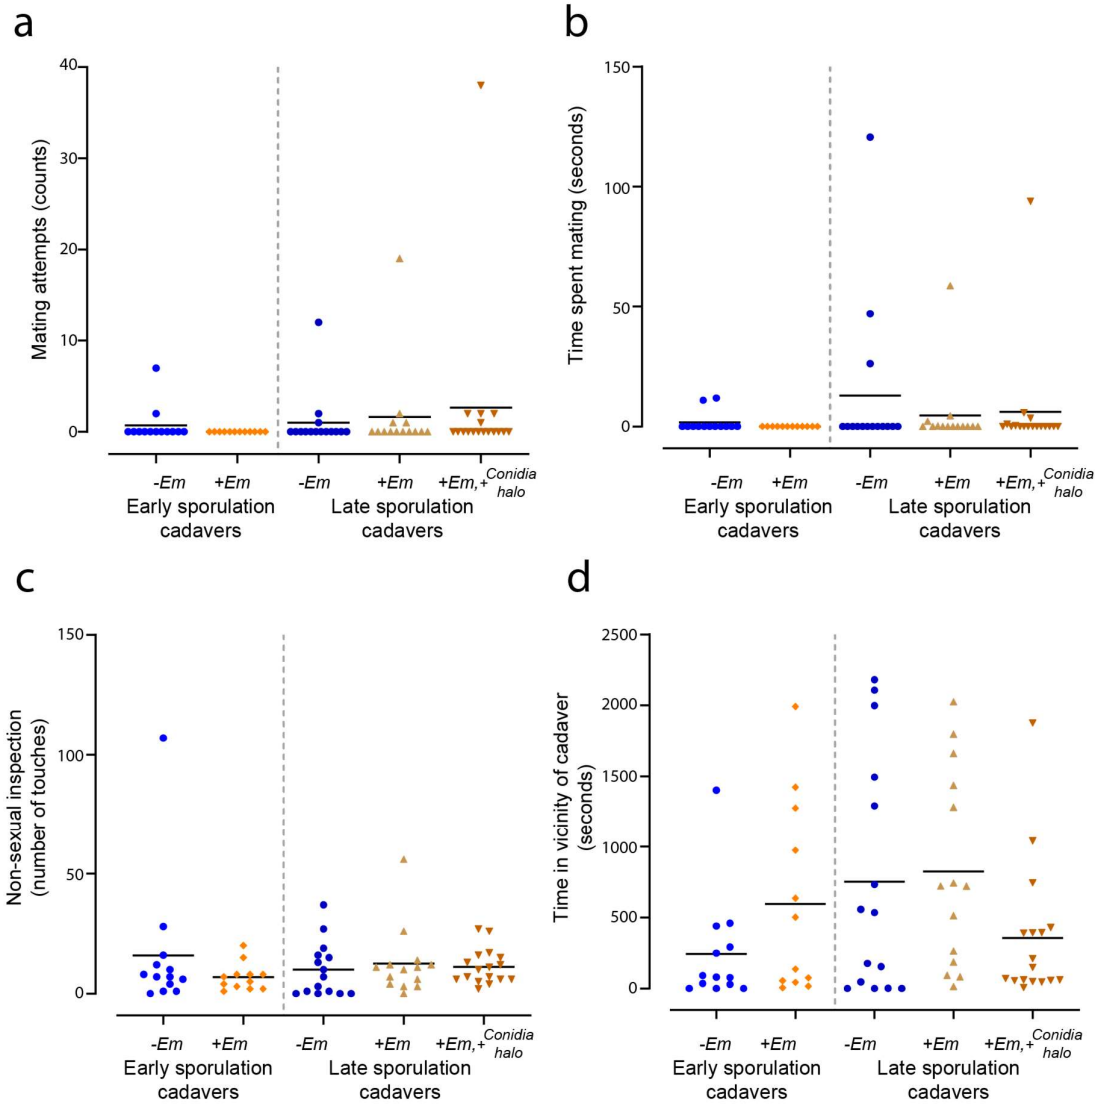 a
Mating attempts (counts)
40
30
20
10
0
-Em
+Em
-Em
+Em
+Em,+Conidia
halo
Early sporulation
cadavers
Late sporulation
cadavers
b
Time spent mating (seconds)
150
100
50
0
-Em
+Em
-Em
+Em
+Em,+Conidia
halo
Early sporulation
cadavers
Late sporulation
cadavers
c
Non-sexual inspection
(number of touches)
150
100
50
0
-Em
+Em
-Em
+Em
+Em,+Conidia
halo
Early sporulation
cadavers
Late sporulation
cadavers
d
Time in vicinity of cadaver
(seconds)
2500
2000
1500
1000
500
0
-Em
+Em
-Em
+Em
+Em,+Conidia
halo
Early sporulation
cadavers
Late sporulation
cadavers